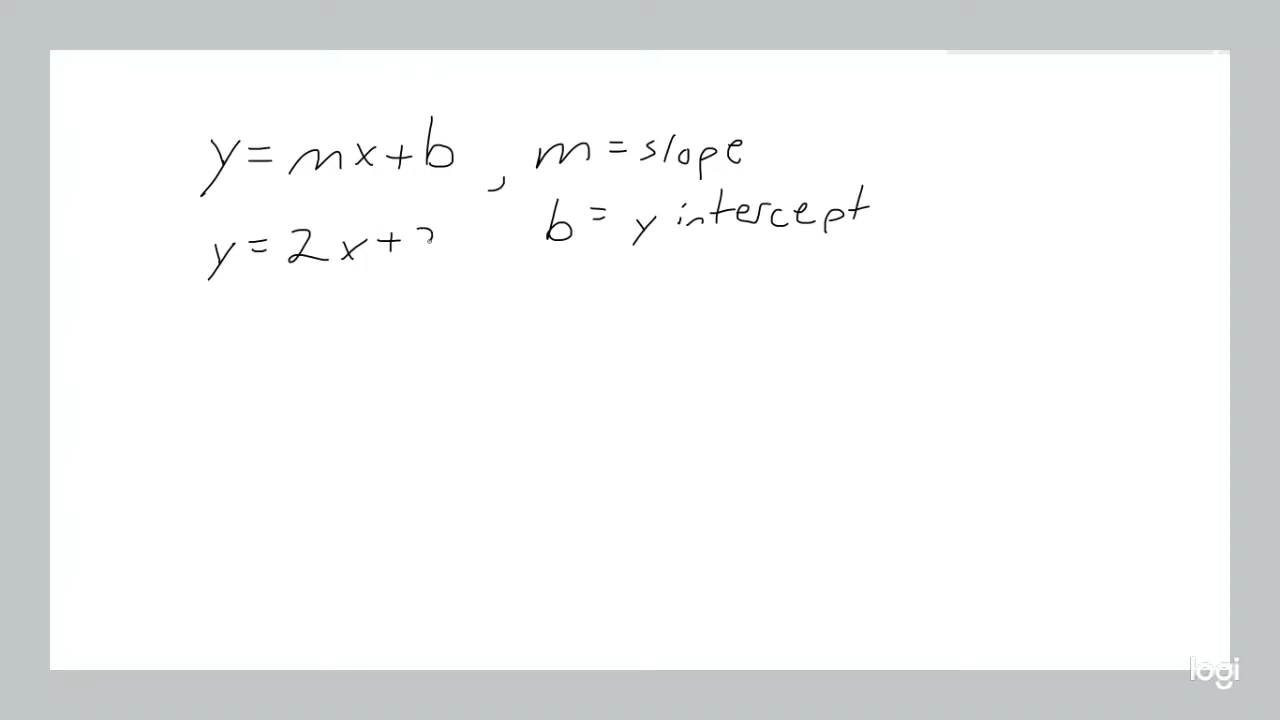 y = mx + b , m = slope
b = y intercept
y = 2x +
logi